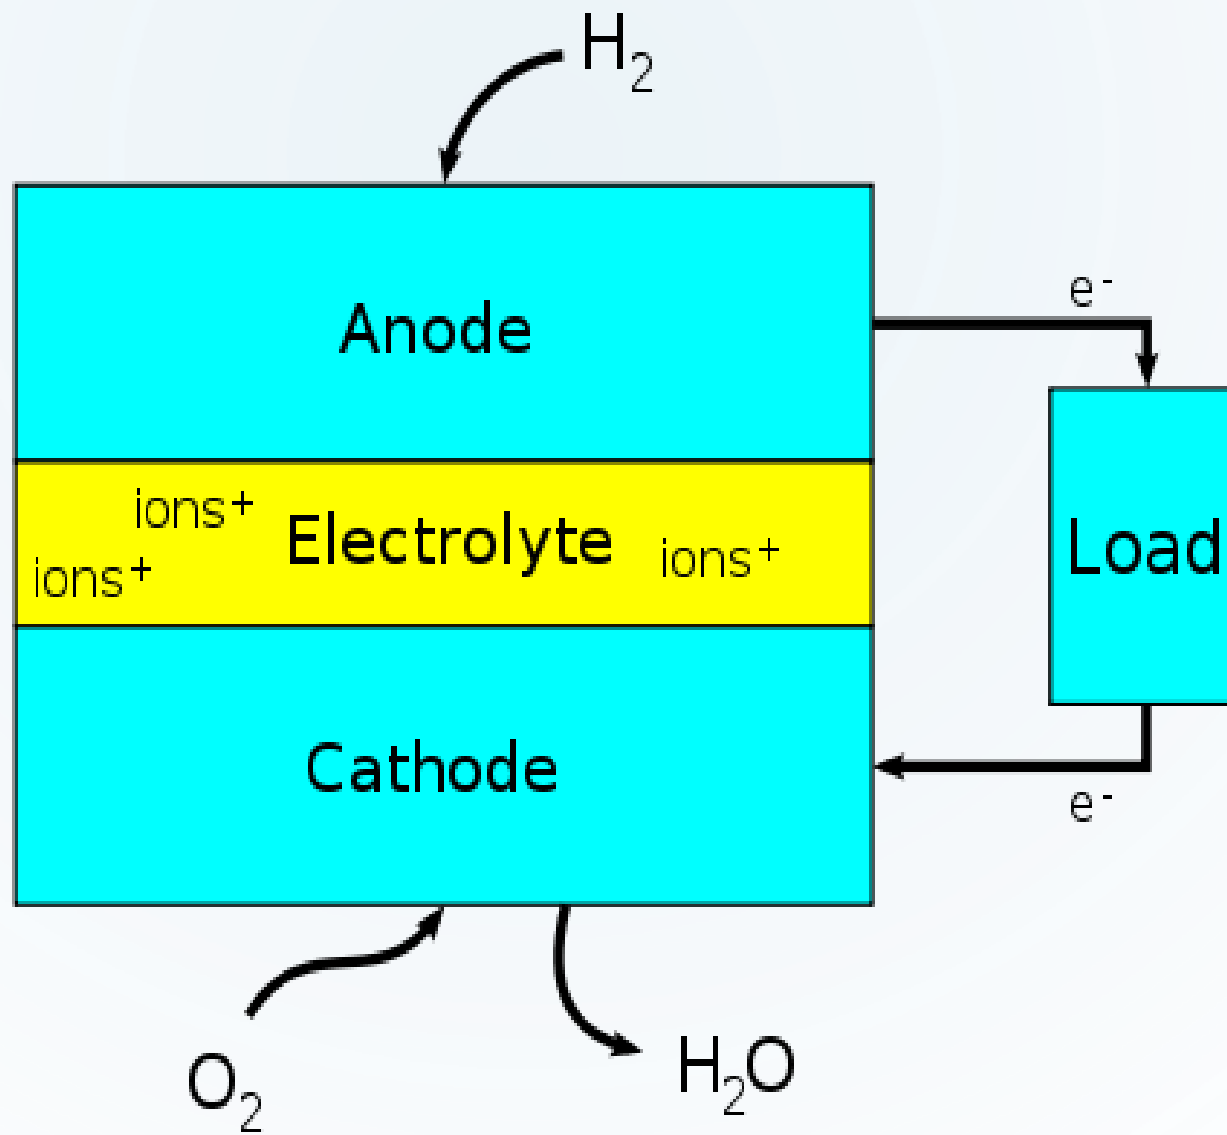 H₂
Anode
e⁻
ions⁺
Electrolyte
ions⁺
ions⁺
Load
Cathode
e⁻
O₂
H₂O